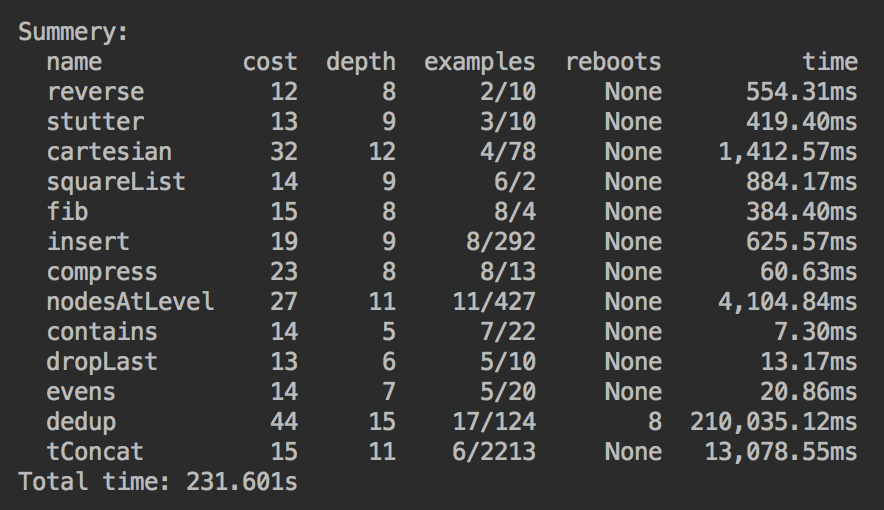 Summery:
name cost depth examples reboots time
reverse 12 8 2/10 None 554.31ms
stutter 13 9 3/10 None 419.40ms
cartesian 32 12 4/78 None 1,412.57ms
squareList 14 9 6/2 None 884.17ms
fib 15 8 8/4 None 384.40ms
insert 19 9 8/292 None 625.57ms
compress 23 8 8/13 None 60.63ms
nodesAtLevel 27 11 11/427 None 4,104.84ms
contains 14 5 7/22 None 7.30ms
dropLast 13 6 5/10 None 13.17ms
evens 14 7 5/20 None 20.86ms
dedup 44 15 17/124 8 210,035.12ms
tConcat 15 11 6/2213 None 13,078.55ms
Total time: 231.601s